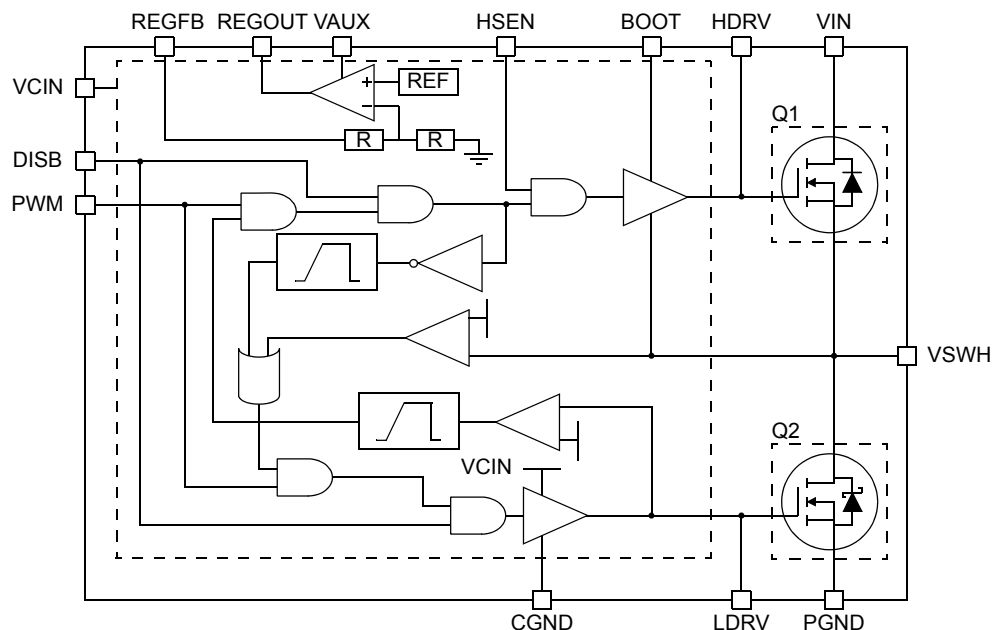 REGFB REGOUT VAUX HSEN BOOT HDRV VIN
VCIN
+ REF
−
R R
Q1
DISB
PWM
VSWH
Q2
VCIN
CGND LDRV PGND